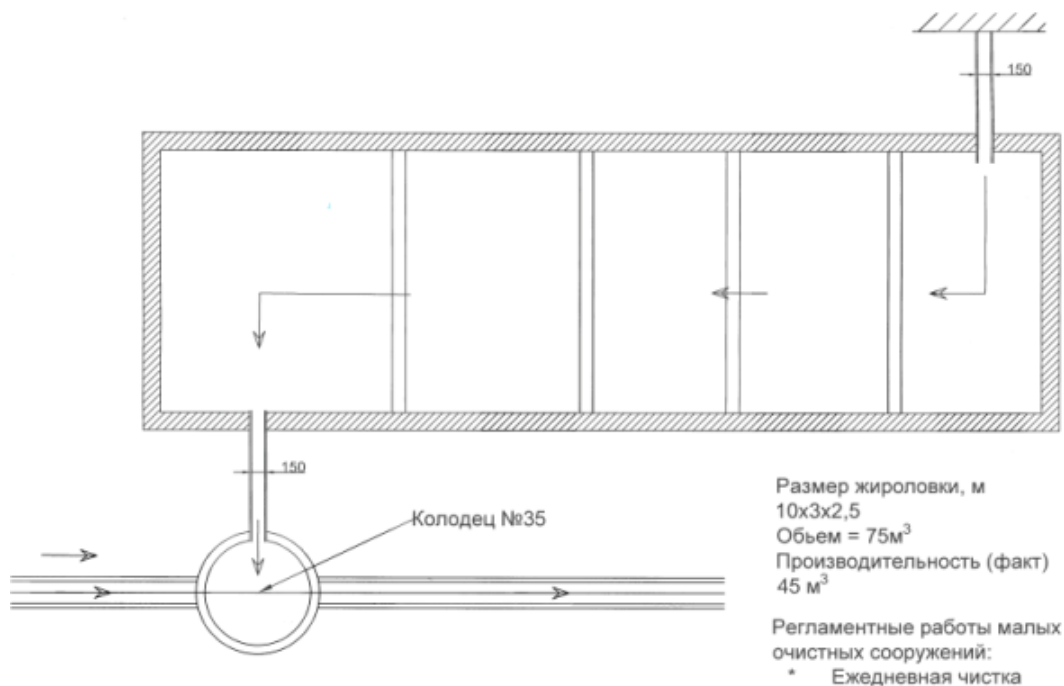 150
150
Колодец №35
Размер жироловки, м
10х3х2,5
Обьем = 75м³
Производительность (факт)
45 м³
Регламентные работы малых
очистных сооружений:
* Ежедневная чистка